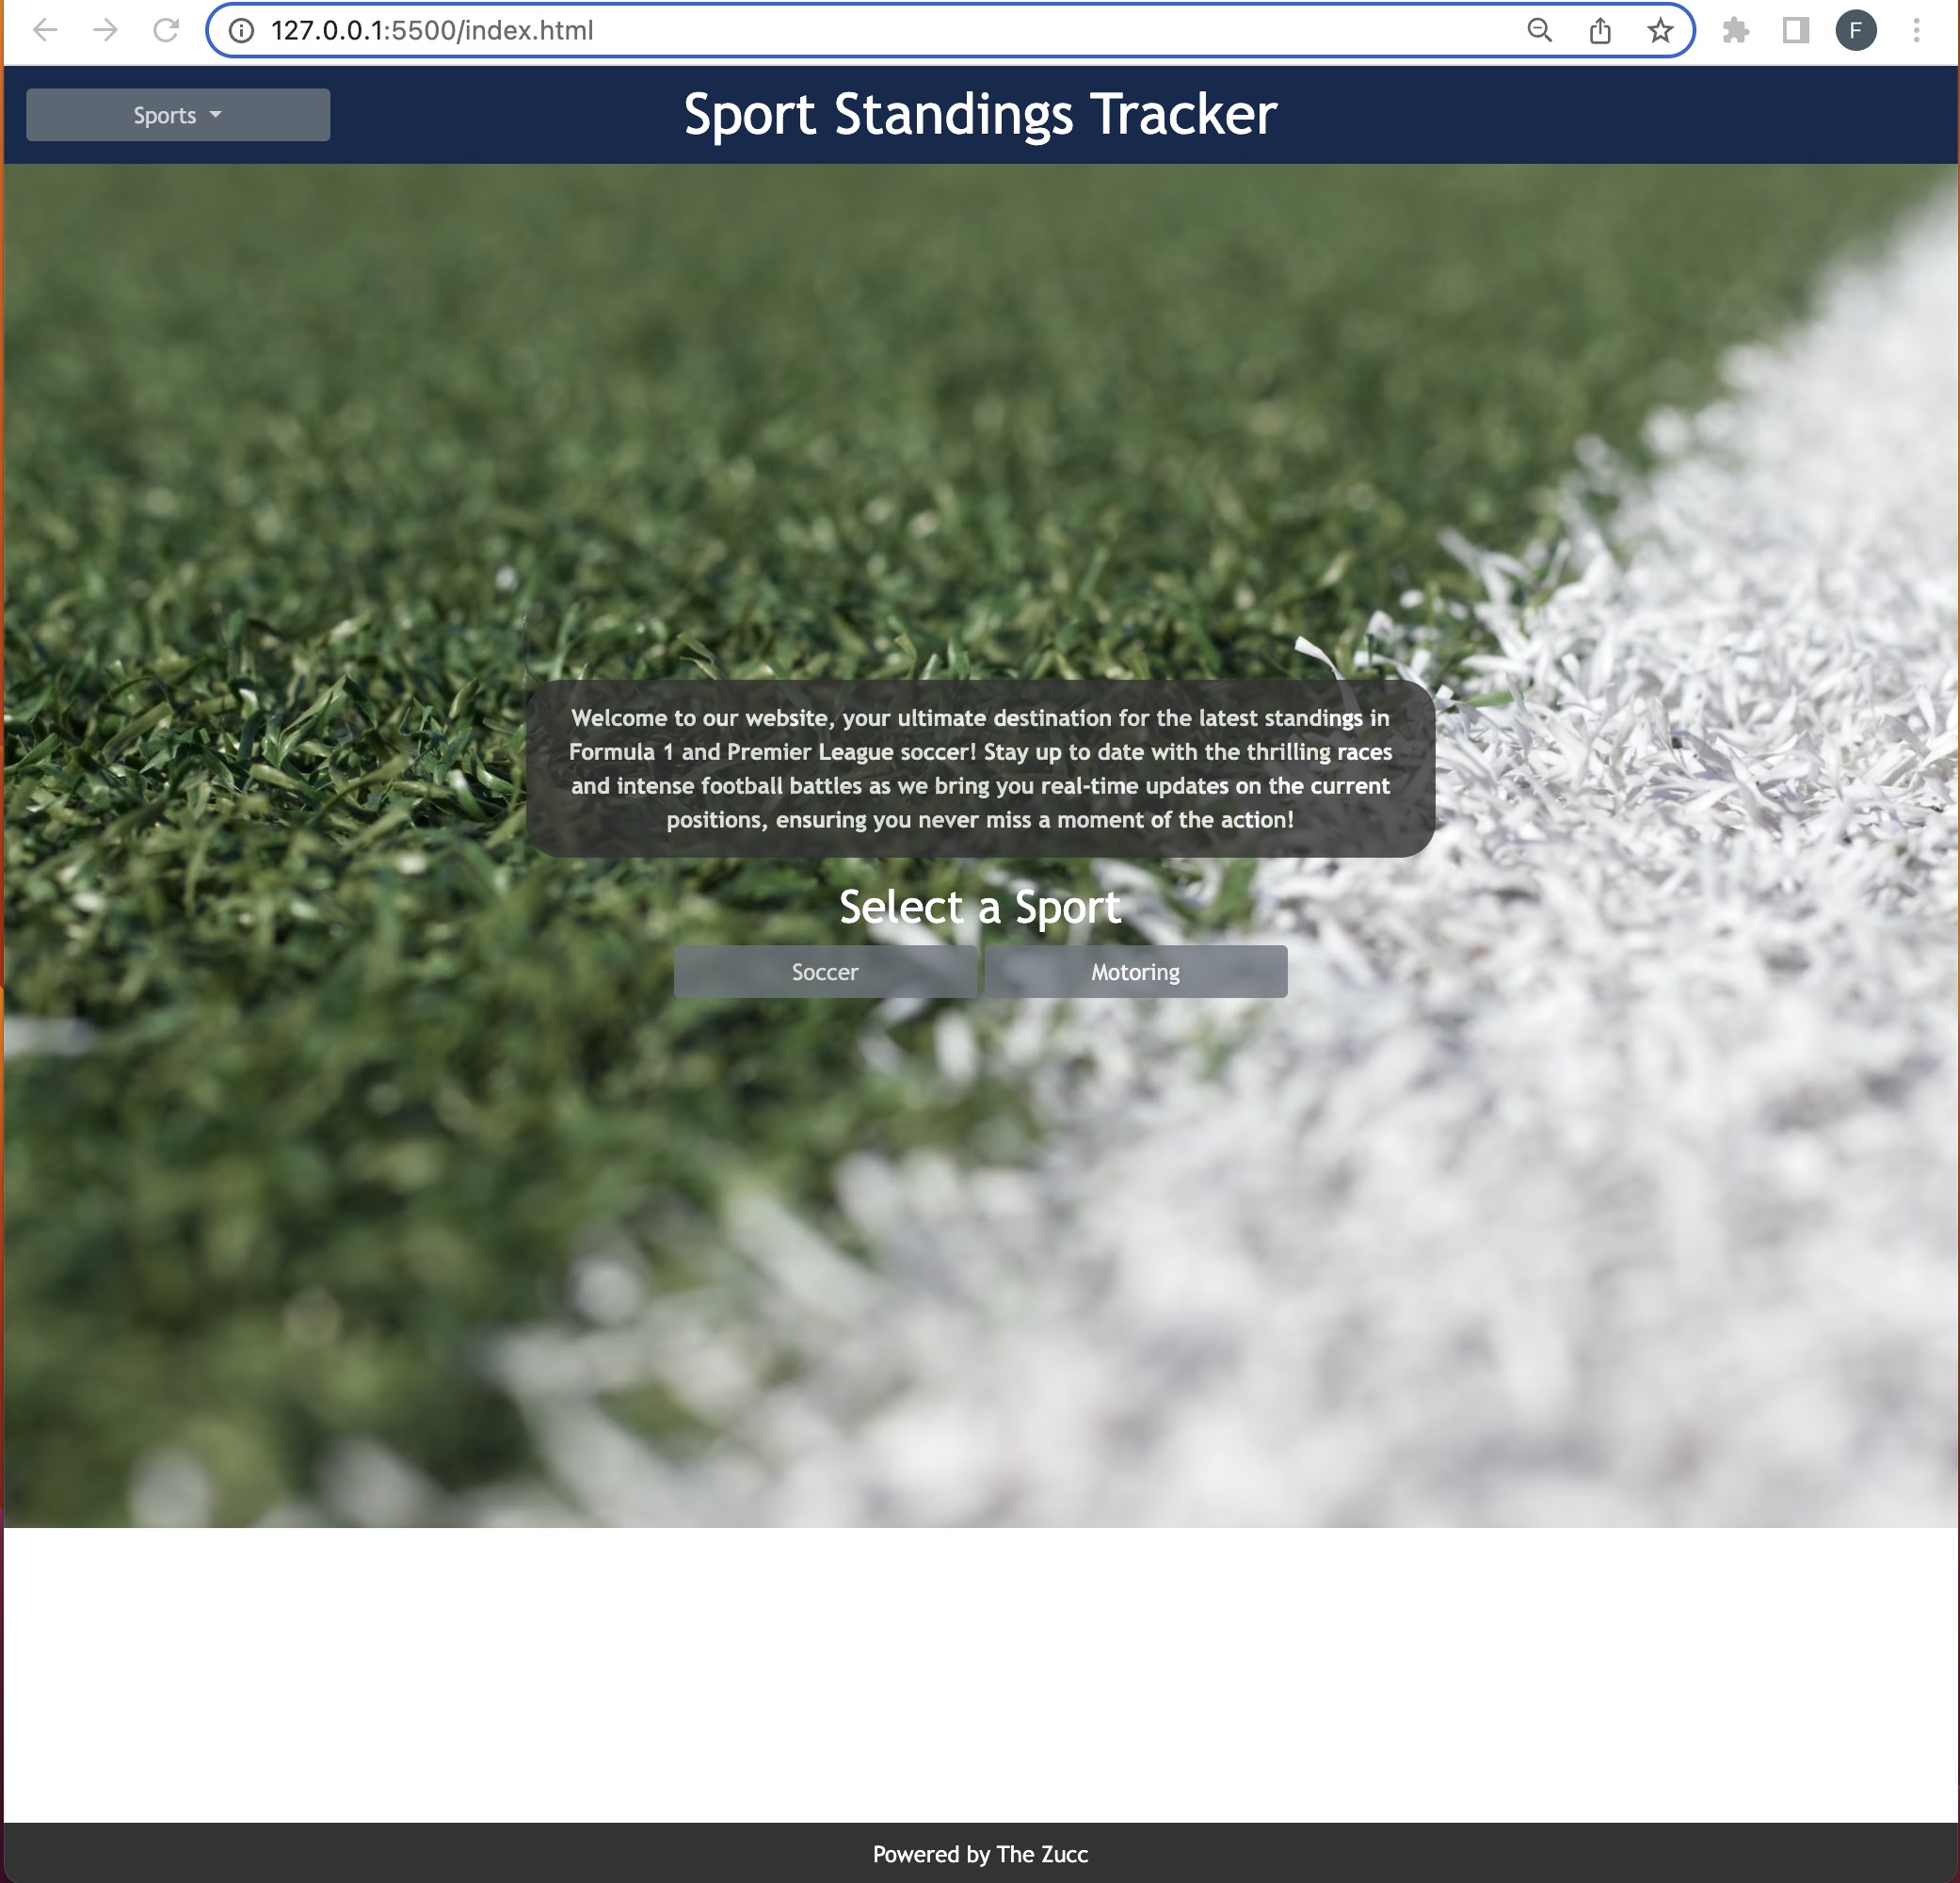 127.0.0.1:5500/index.html
F
Sports
Sport Standings Tracker
Welcome to our website, your ultimate destination for the latest standings in
Formula 1 and Premier League soccer! Stay up to date with the thrilling races
and intense football battles as we bring you real-time updates on the current
positions, ensuring you never miss a moment of the action!
Select a Sport
Soccer
Motoring
Powered by The Zucc